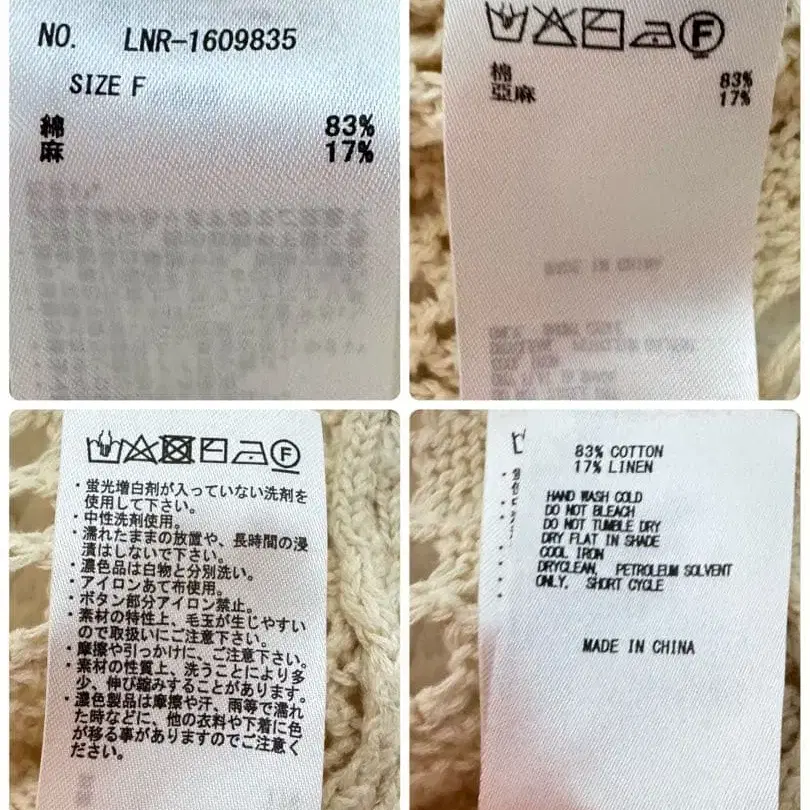 NO. LNR-1609835
SIZE F
綿 83%
麻 17%
F
棉 83%
亞麻 17%
MADE IN CHINA
F
・蛍光増白剤が入っていない洗剤を
使用して下さい。
・中性洗剤使用。
・濡れたままの放置や、長時間の浸
漬はしないで下さい。
・濃色品は白物と分別洗い。
・アイロンあて布使用。
・ボタン部分アイロン禁止。
・素材の特性上、毛玉が生じやすい
ので取扱いにご注意下さい。
・摩擦や引っかけに、ご注意下さい。
・素材の性質上、洗うことにより多
少、伸び縮みすることがあります。
・濃色製品は摩擦や汗、雨等で濡れ
た時などに、他の衣料や下着に色
が移る事がありますのでご注意く
ださい。
83% COTTON
17% LINEN
HAND WASH COLD
DO NOT BLEACH
DO NOT TUMBLE DRY
DRY FLAT IN SHADE
COOL IRON
DRYCLEAN, PETROLEUM SOLVENT
ONLY, SHORT CYCLE
MADE IN CHINA